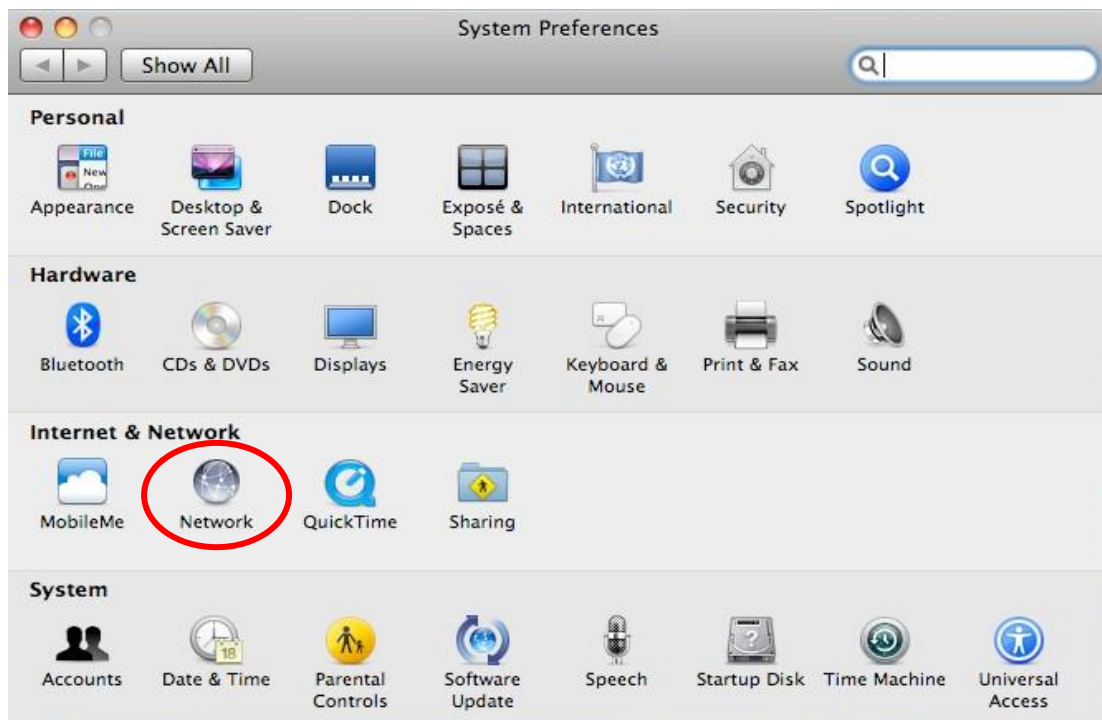 System Preferences
Show All
Personal
File
New
One
Appearance
Desktop &
Screen Saver
Dock
Exposé &
Spaces
International
Security
Spotlight
Hardware
Bluetooth
CDs & DVDs
Displays
Energy
Saver
Keyboard &
Mouse
Print & Fax
Sound
Internet & Network
MobileMe
Network
QuickTime
Sharing
System
Accounts
18
Date & Time
Parental
Controls
Software
Update
Speech
?
Startup Disk
Time Machine
Universal
Access